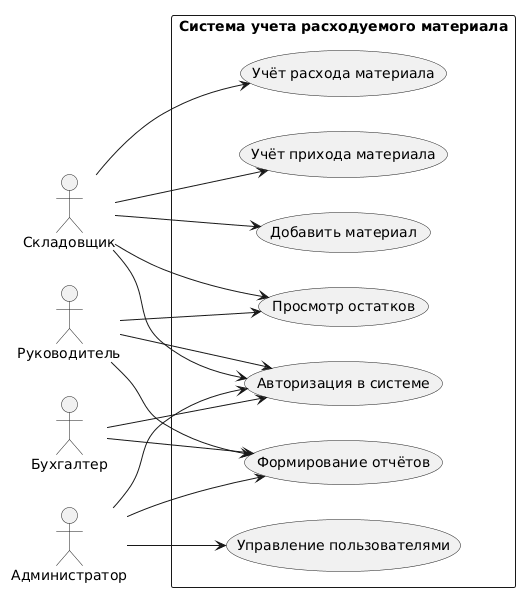 Система учета расходуемого материала
Учёт расхода материала
Учёт прихода материала
Добавить материал
Складовщик
Просмотр остатков
Руководитель
Авторизация в системе
Бухгалтер
Формирование отчётов
Управление пользователями
Администратор